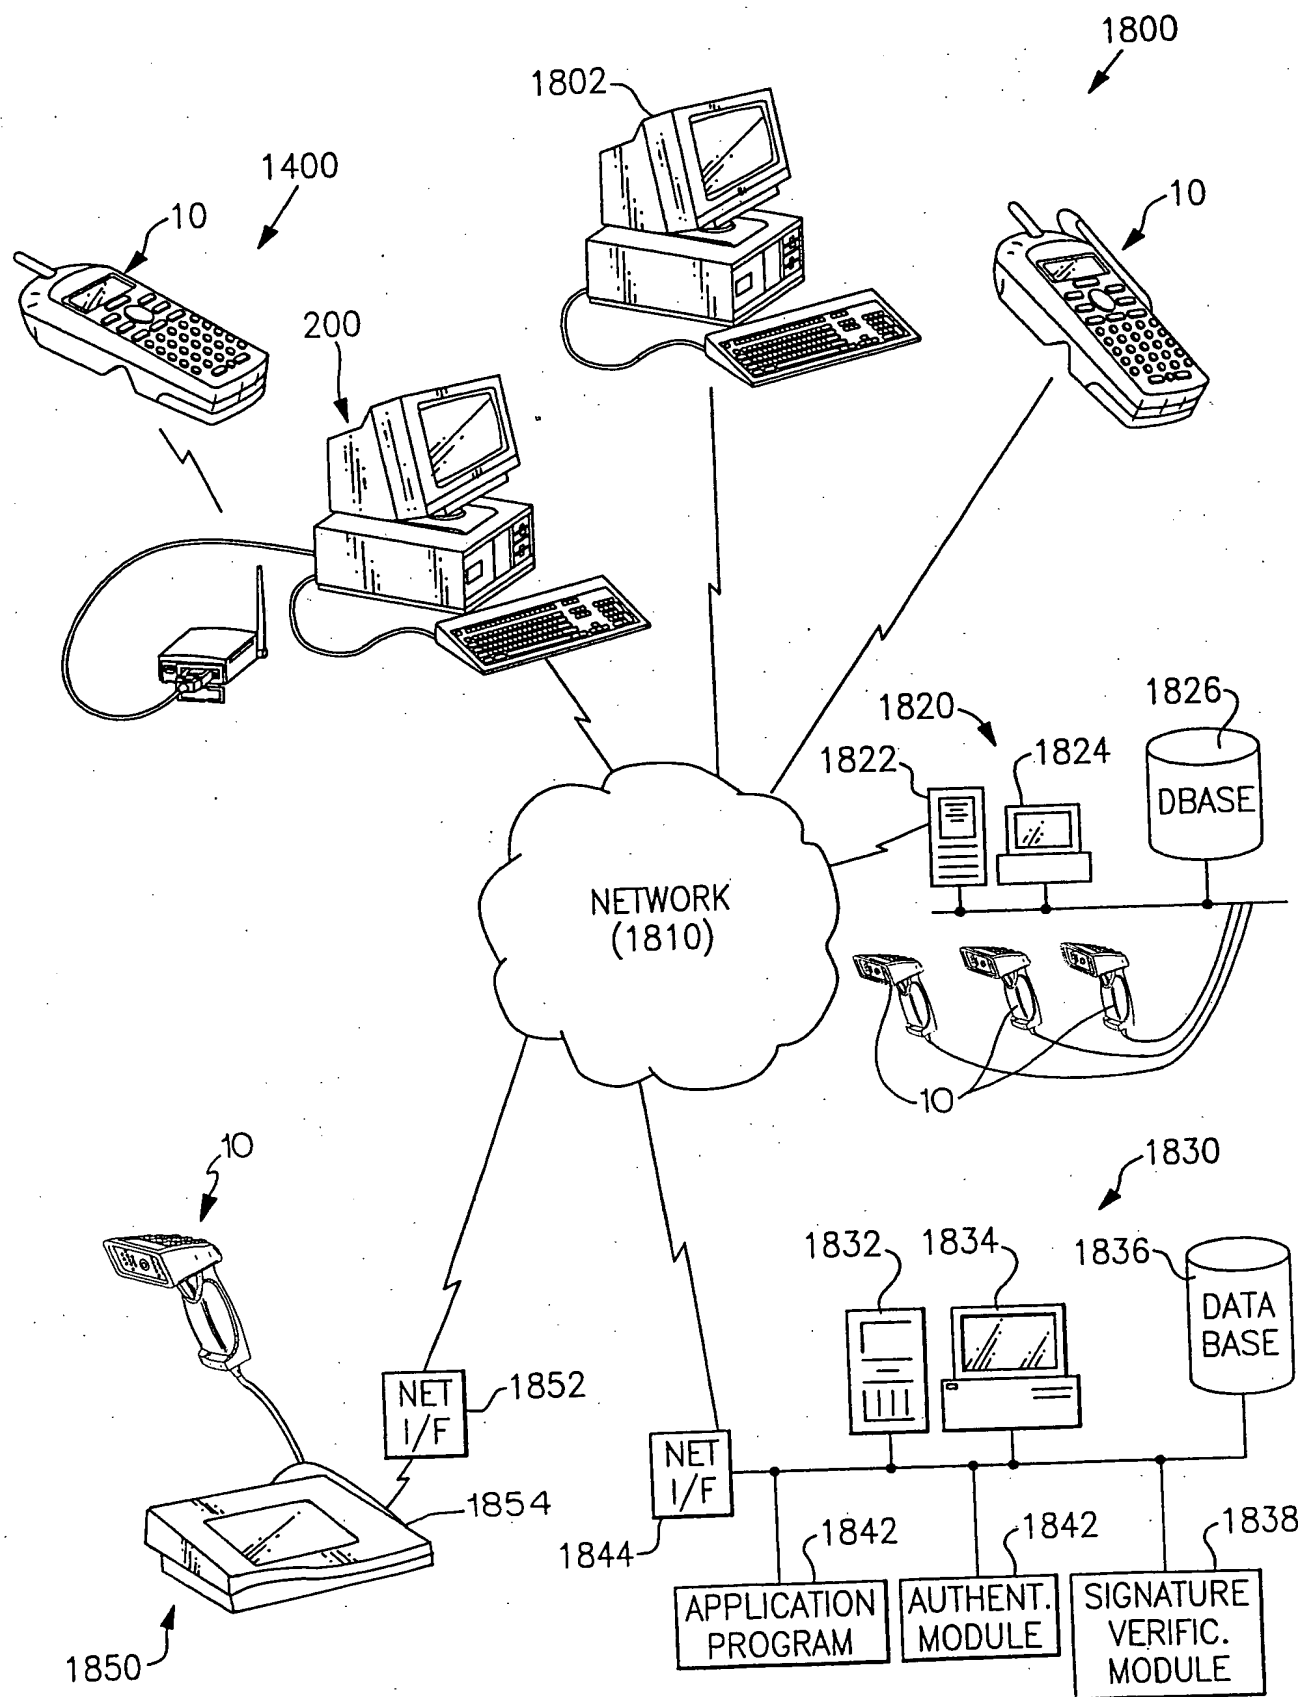 1800
1802
1400
10
10
200
1826
1820
1824
1822
DBASE
NETWORK
(1810)
10
10
1830
1832
1834
1836
DATA
BASE
NET
I/F
1852
NET
I/F
1854
1844
1842
1842
1838
APPLICATION
PROGRAM
AUTHENT.
MODULE
SIGNATURE
VERIFIC.
MODULE
1850